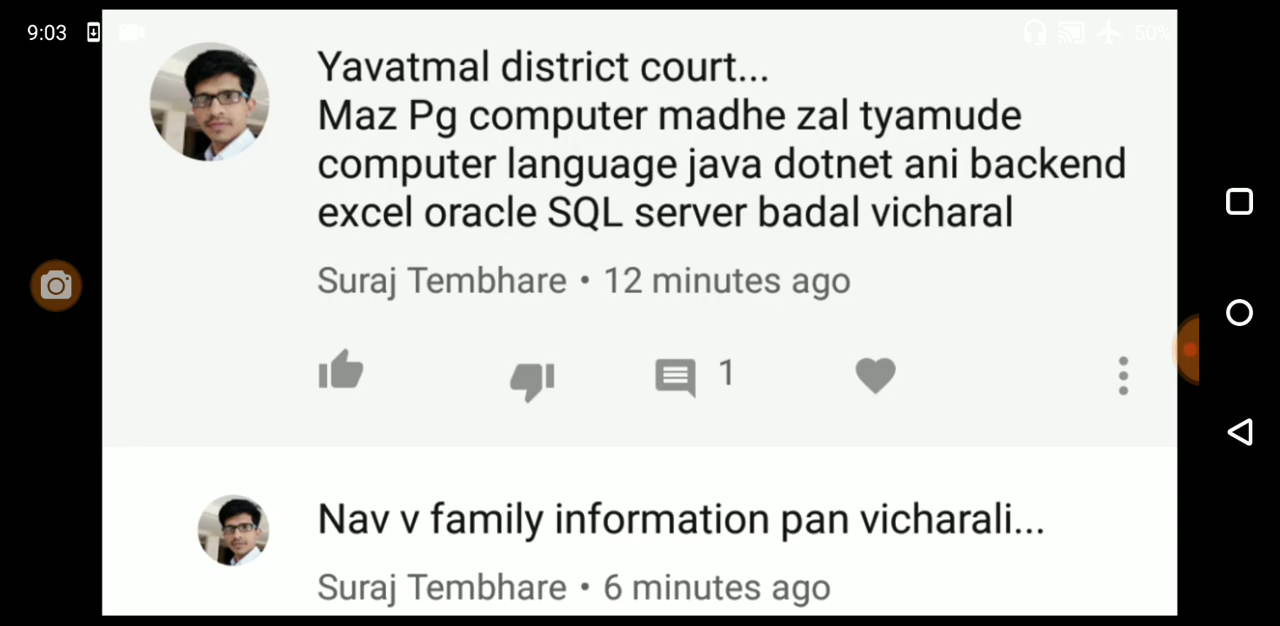 9:03
50%
Yavatmal district court...
Maz Pg computer madhe zal tyamude
computer language java dotnet ani backend
excel oracle SQL server badal vicharal
Suraj Tembhare • 12 minutes ago
1
Nav v family information pan vicharali...
Suraj Tembhare • 6 minutes ago